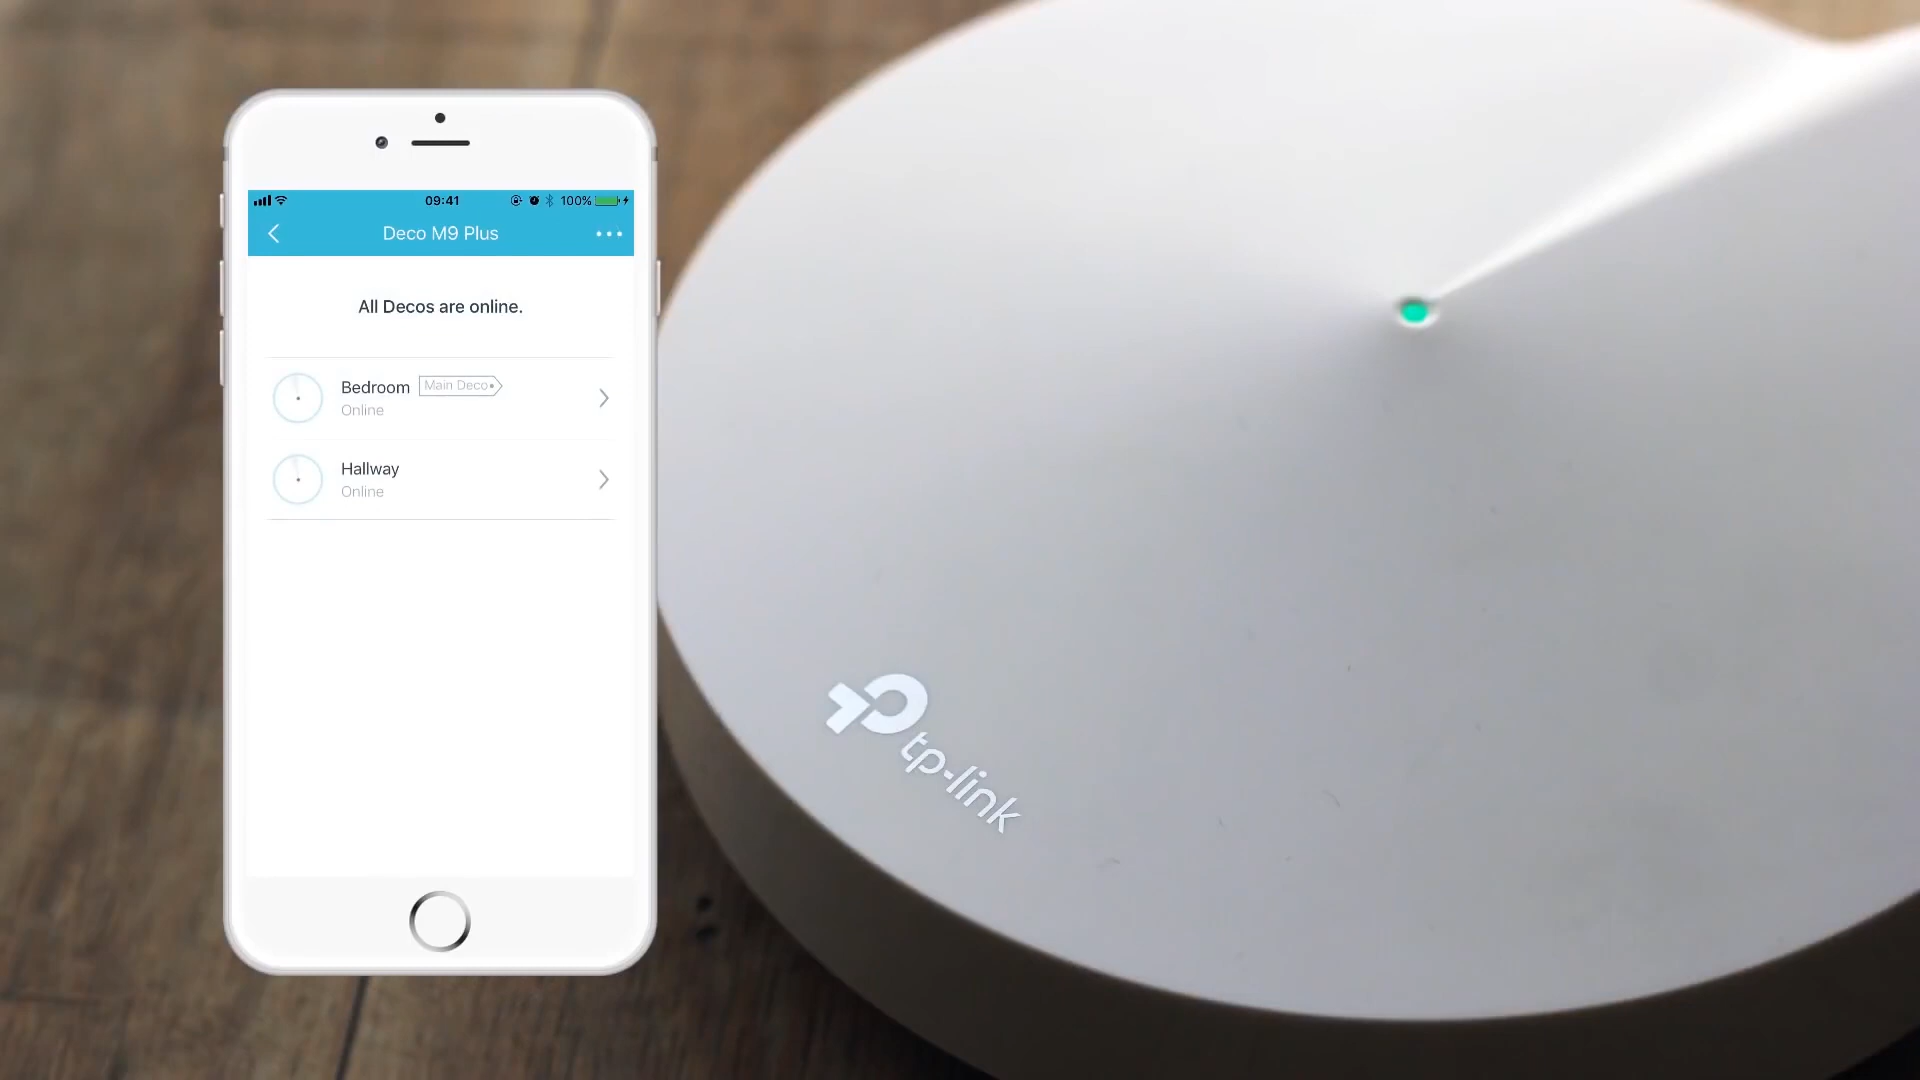 09:41
100%
Deco M9 Plus
All Decos are online.
Bedroom
Main Deco
Online
Hallway
Online
tp-link